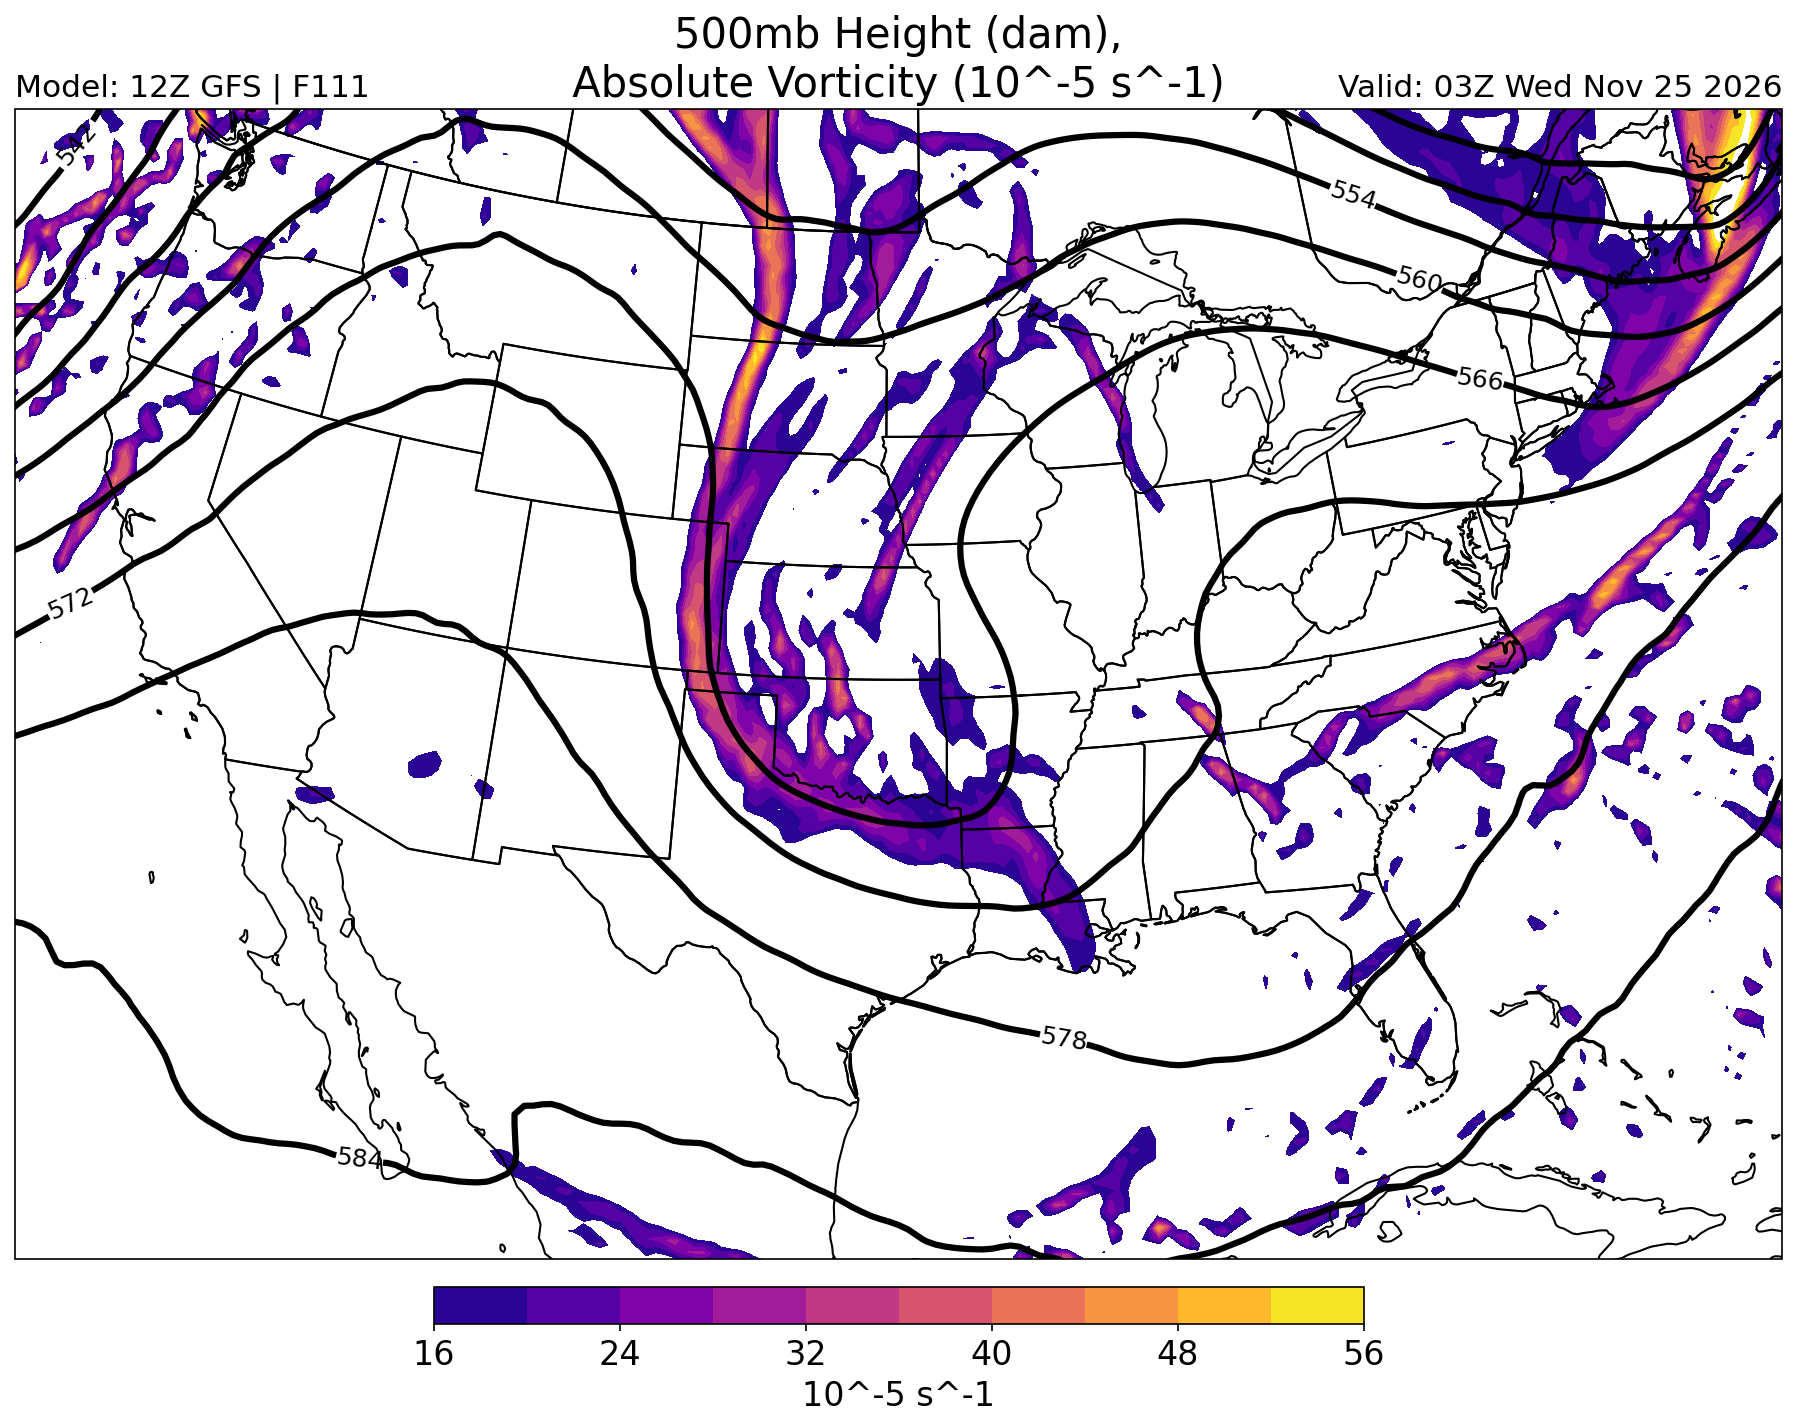 500mb Height (dam),
Absolute Vorticity (10^-5 s^-1)
Model: 12Z GFS | F111
Valid: 03Z Wed Nov 25 2026
542
554
560
566
572
578
584
16 24 32 40 48 56
10^-5 s^-1